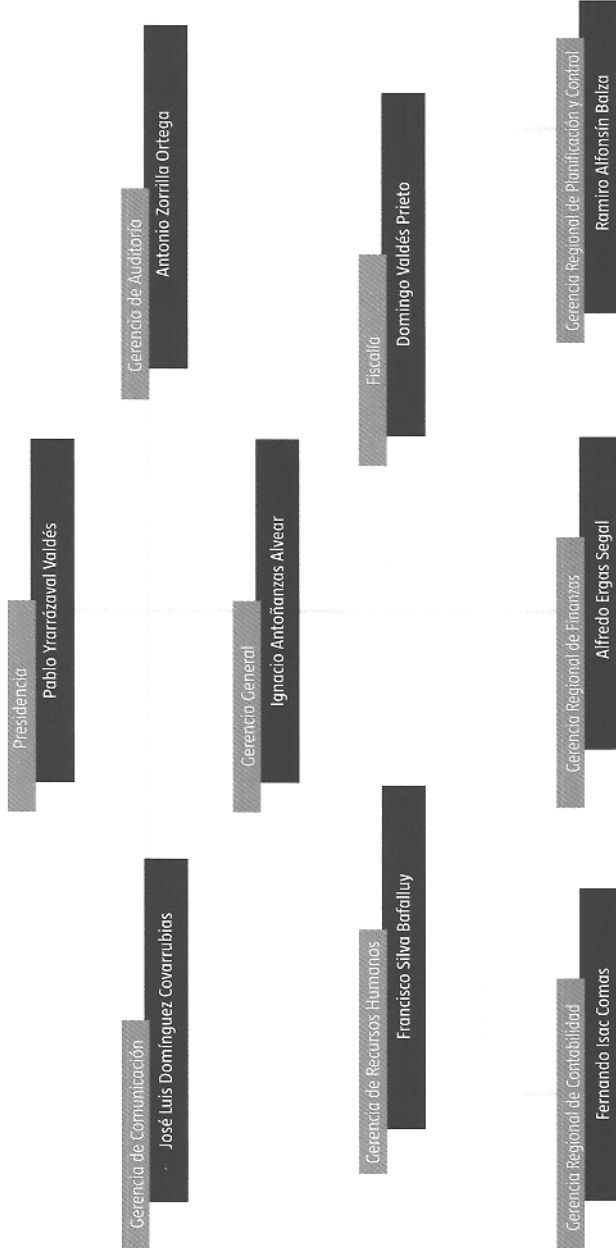 Presidencia
Pablo Yrarrázaval Valdés
Gerencia de Comunicación
José Luis Domínguez Covarrubias
Gerencia de Auditoría
Antonio Zorrilla Ortega
Gerencia General
Ignacio Antoñanzas Alvear
Gerencia de Recursos Humanos
Francisco Silva Bafalluy
Fiscalía
Domingo Valdés Prieto
Gerencia Regional de Contabilidad
Fernando Isac Comas
Gerencia Regional de Finanzas
Alfredo Ergas Segal
Gerencia Regional de Planificación y Control
Ramiro Alfonsín Balza